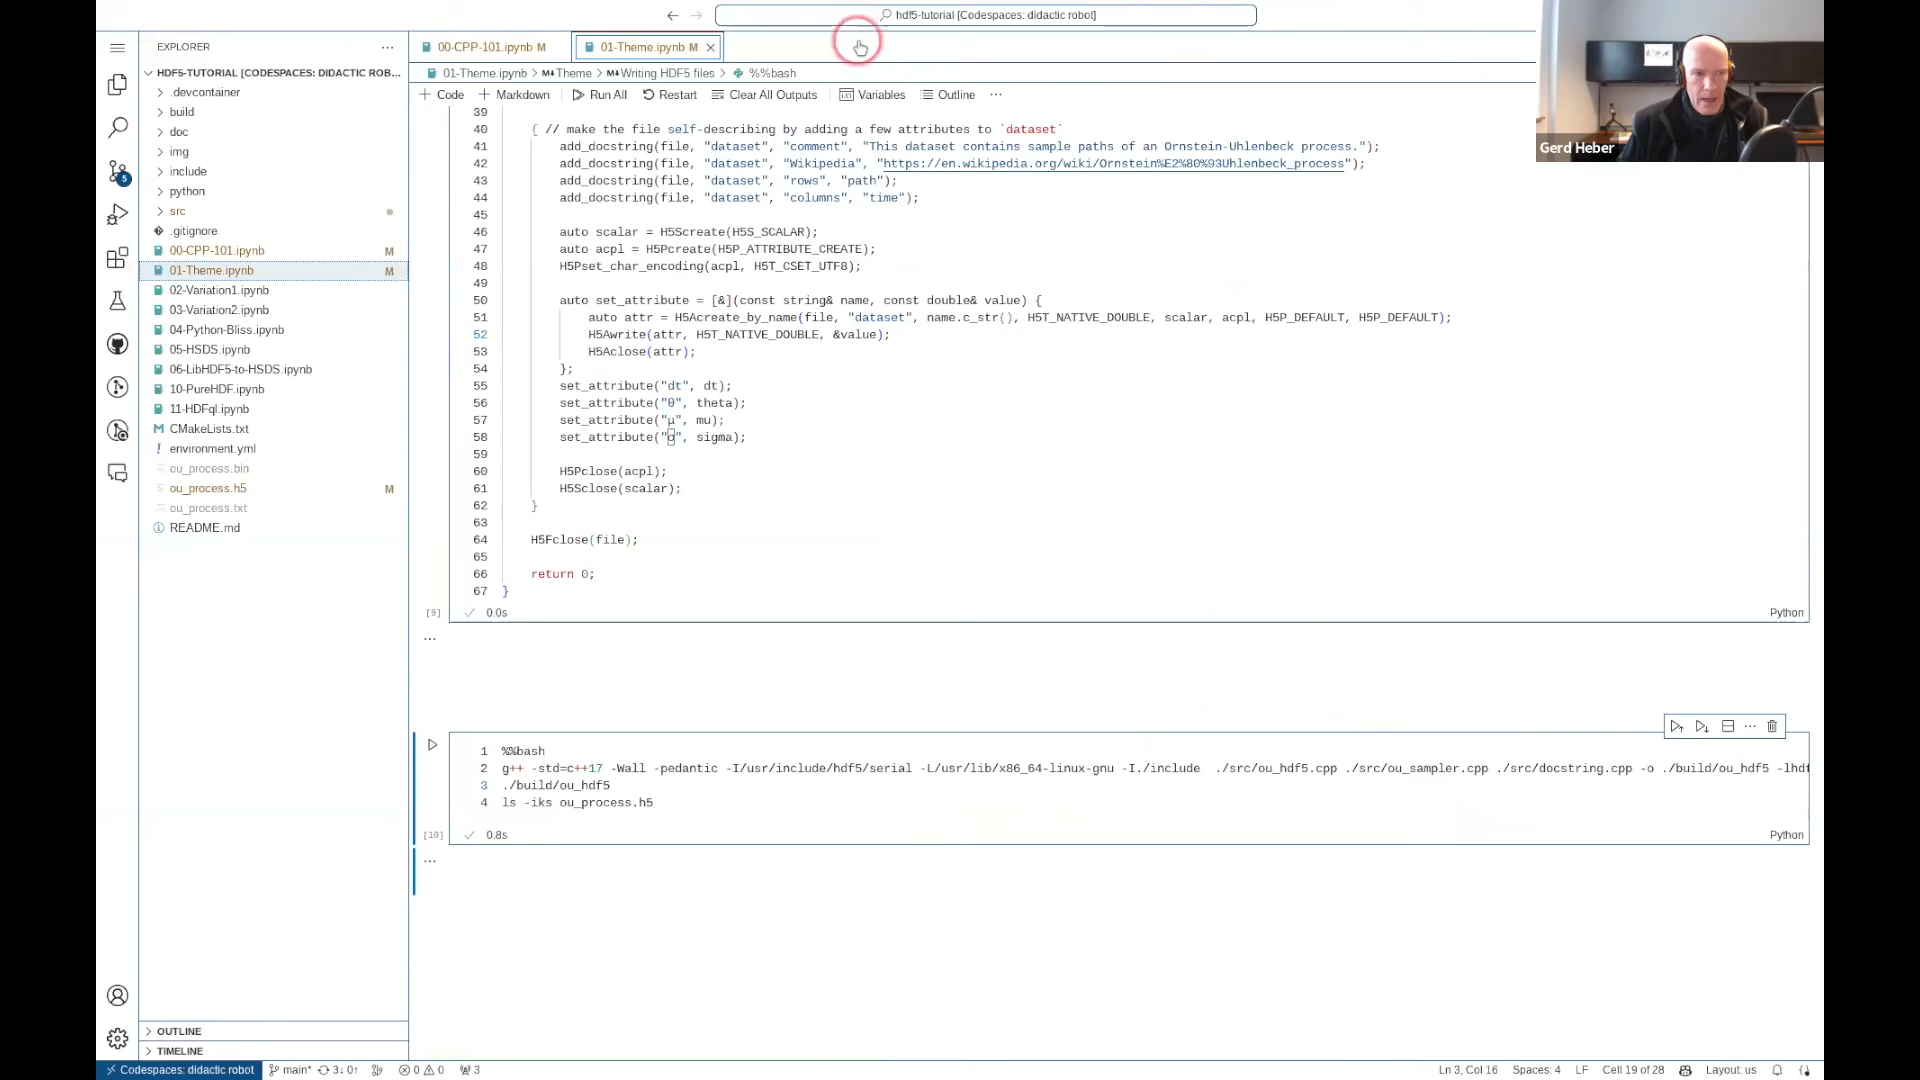 hdf5-tutorial [Codespaces: didactic robot]
EXPLORER
00-CPP-101.ipynb M
01-Theme.ipynb M
HDF5-TUTORIAL [CODESPACES: DIDACTIC ROB...
01-Theme.ipynb > M↓Theme > M↓Writing HDF5 files > %%bash
+ Code + Markdown Run All Restart Clear All Outputs Variables Outline ...
.devcontainer
build
doc
img
include
python
src
.gitignore
00-CPP-101.ipynb M
01-Theme.ipynb M
02-Variation1.ipynb
03-Variation2.ipynb
04-Python-Bliss.ipynb
05-HSDS.ipynb
06-LibHDF5-to-HSDS.ipynb
10-PureHDF.ipynb
11-HDFql.ipynb
CMakeLists.txt
environment.yml
ou_process.bin
ou_process.h5 M
ou_process.txt
README.md
OUTLINE
TIMELINE
5
39
40 { // make the file self-describing by adding a few attributes to `dataset`
41 add_docstring(file, "dataset", "comment", "This dataset contains sample paths of an Ornstein-Uhlenbeck process.");
42 add_docstring(file, "dataset", "Wikipedia", "https://en.wikipedia.org/wiki/Ornstein%E2%80%93Uhlenbeck_process");
43 add_docstring(file, "dataset", "rows", "path");
44 add_docstring(file, "dataset", "columns", "time");
45
46 auto scalar = H5Screate(H5S_SCALAR);
47 auto acpl = H5Pcreate(H5P_ATTRIBUTE_CREATE);
48 H5Pset_char_encoding(acpl, H5T_CSET_UTF8);
49
50 auto set_attribute = [&](const string& name, const double& value) {
51 auto attr = H5Acreate_by_name(file, "dataset", name.c_str(), H5T_NATIVE_DOUBLE, scalar, acpl, H5P_DEFAULT, H5P_DEFAULT);
52 H5Awrite(attr, H5T_NATIVE_DOUBLE, &value);
53 H5Aclose(attr);
54 };
55 set_attribute("dt", dt);
56 set_attribute("θ", theta);
57 set_attribute("μ", mu);
58 set_attribute("σ", sigma);
59
60 H5Pclose(acpl);
61 H5Sclose(scalar);
62 }
63
64 H5Fclose(file);
65
66 return 0;
67 }
[9] 0.0s Python
...
1 %%bash
2 g++ -std=c++17 -Wall -pedantic -I/usr/include/hdf5/serial -L/usr/lib/x86_64-linux-gnu -I./include ./src/ou_hdf5.cpp ./src/ou_sampler.cpp ./src/docstring.cpp -o ./build/ou_hdf5 -lhdf
3 ./build/ou_hdf5
4 ls -iks ou_process.h5
[10] 0.8s Python
...
Gerd Heber
Codespaces: didactic robot main* 3↓ 0↑ 0 0 3
Ln 3, Col 16 Spaces: 4 LF Cell 19 of 28 Layout: us